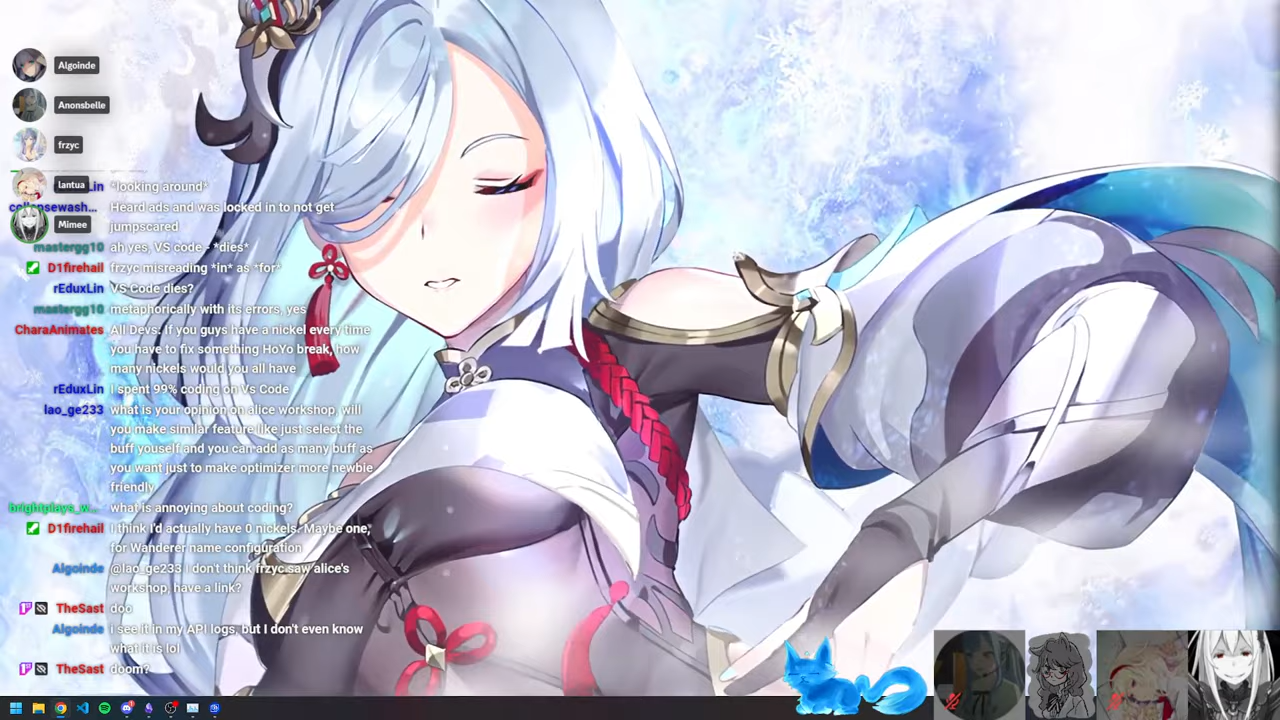 Algoinde
Anonsbelle
frzyc
lantua
Lin *looking around*
Heard ads and was locked in to not get
jumpscared
Mimee
mastergg10 ah yes, VS code - *dies*
D1firehail frzyc misreading *in* as *for*
rEduxLin VS Code dies?
mastergg10 metaphorically with its errors, yes
CharaAnimates All Devs: If you guys have a nickel every time
you have to fix something HoYo break, how
many nickels would you all have
rEduxLin I spent 99% coding on Vs Code
lao_ge233 what is your opinion on alice workshop, will
you make similar feature like just select the
buff youself and you can add as many buff as
you want just to make optimizer more newbie
friendly
brightplays_w... what is annoying about coding?
D1firehail I think I'd actually have 0 nickels. Maybe one,
for Wanderer name configuration
Algoinde @lao_ge233 I don't think frzyc saw alice's
workshop, have a link?
TheSast doo
Algoinde i see it in my API logs, but I don't even know
what it is lol
TheSast doom?